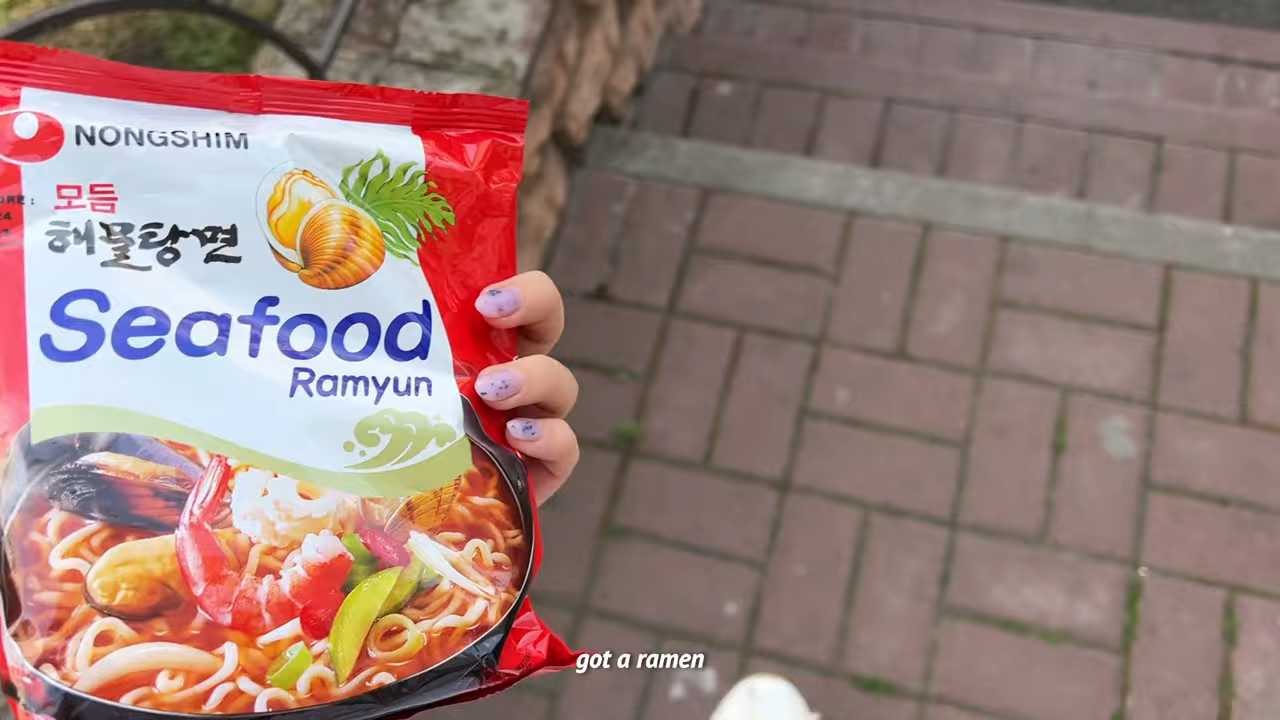 NONGSHIM
모듬
해물탕면
Seafood
Ramyun
got a ramen